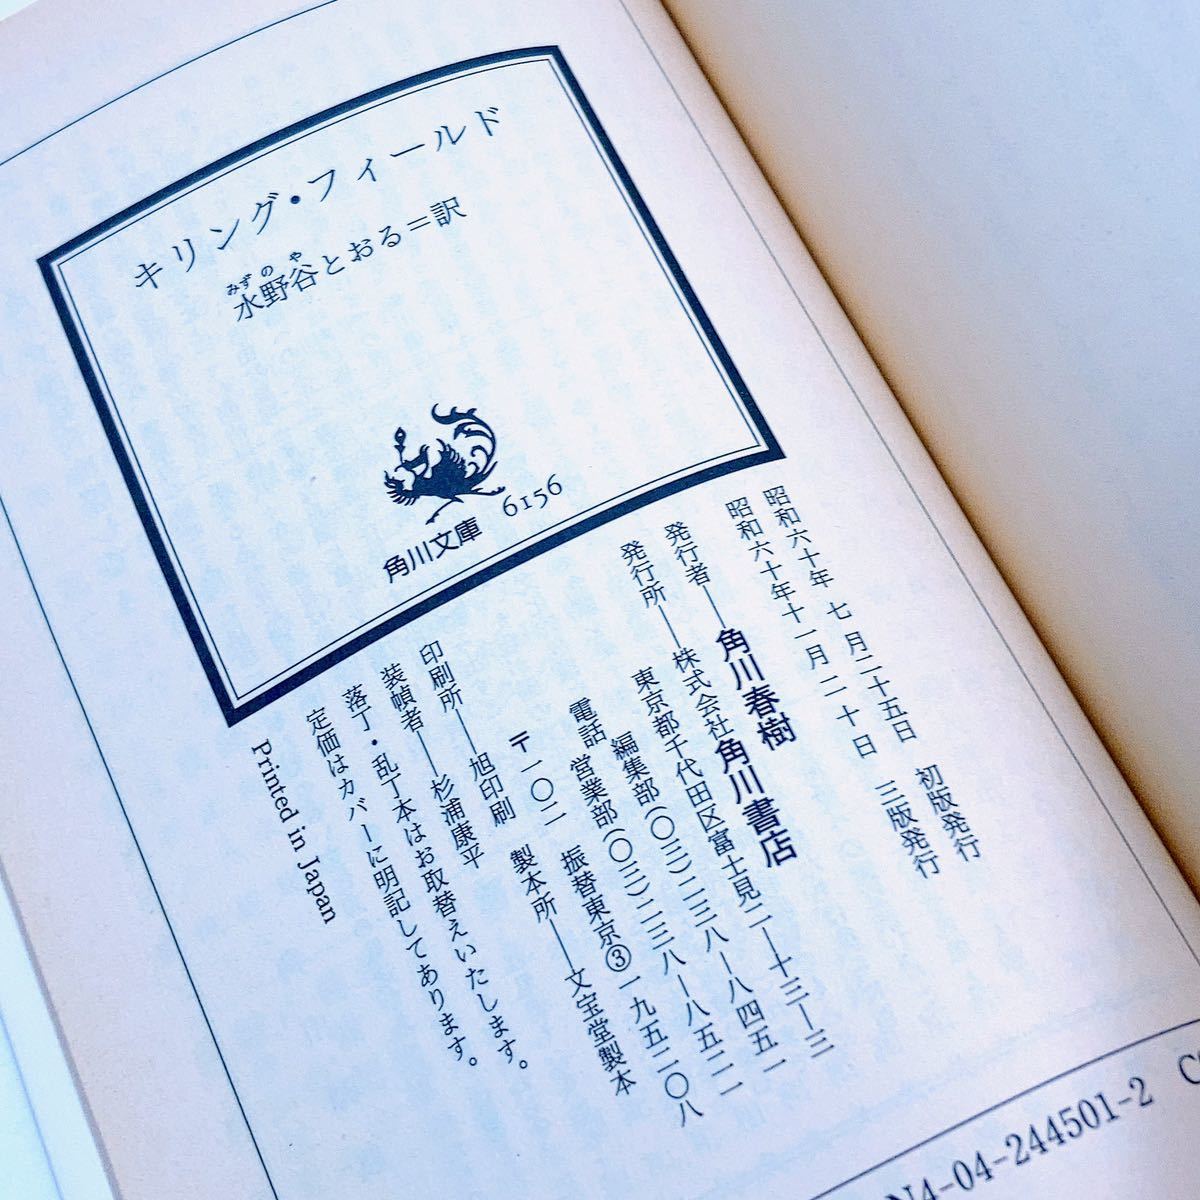 キリング・フィールド
みずのや
水野谷とおる＝訳
角川文庫 6156
昭和六十年 七 月二十五日 初版発行
昭和六十年十一月 二 十 日 三版発行
発行者——角川春樹
発行所——株式会社角川書店
東京都千代田区富士見二—十三—三
編集部(〇三)二三八—八四五一
電話 営業部(〇三)二三八—八五二一
〒一〇二 振替東京③一九五二〇八
印刷所——旭印刷 製本所——文宝堂製本
装幀者——杉浦康平
落丁・乱丁本はお取替えいたします。
定価はカバーに明記してあります。
Printed in Japan
N4-04-244501-2